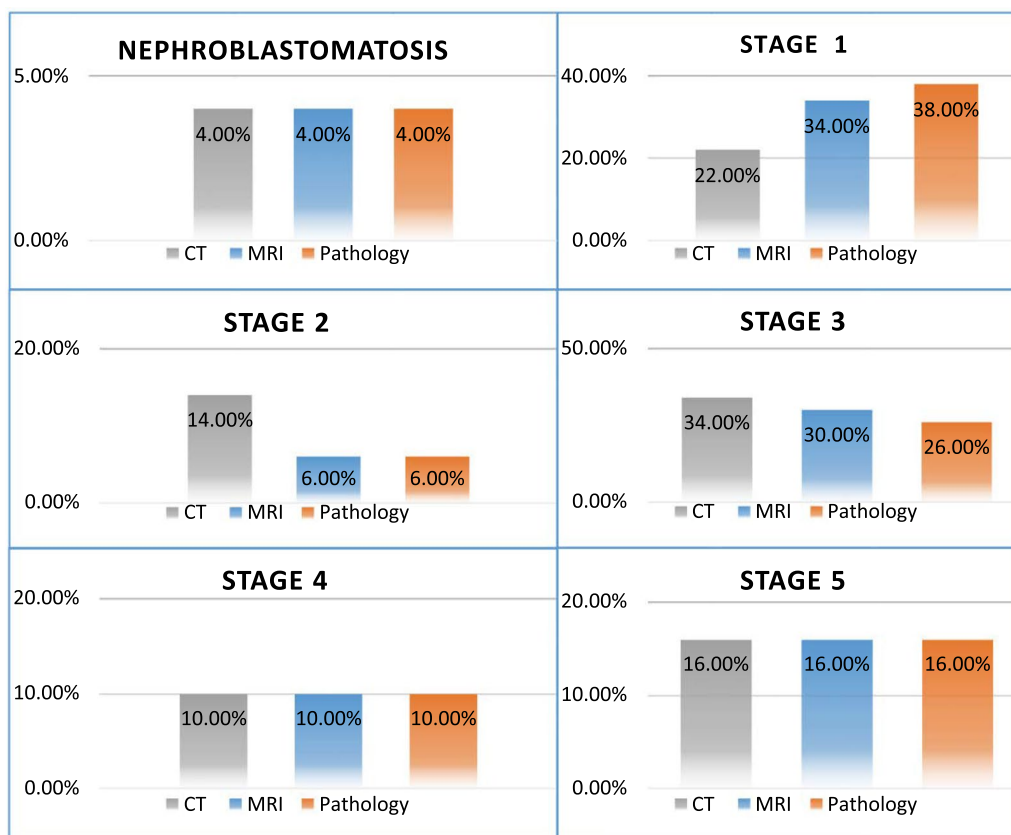 NEPHROBLASTOMATOSIS
5.00%
4.00% 4.00% 4.00%
0.00%
CT MRI Pathology
STAGE 1
40.00%
38.00%
34.00%
20.00%
22.00%
0.00%
CT MRI Pathology
STAGE 2
20.00%
14.00%
6.00% 6.00%
0.00%
CT MRI Pathology
STAGE 3
50.00%
34.00% 30.00% 26.00%
0.00%
CT MRI Pathology
STAGE 4
20.00%
10.00%
10.00% 10.00% 10.00%
0.00%
CT MRI Pathology
STAGE 5
20.00%
16.00% 16.00% 16.00%
10.00%
0.00%
CT MRI Pathology